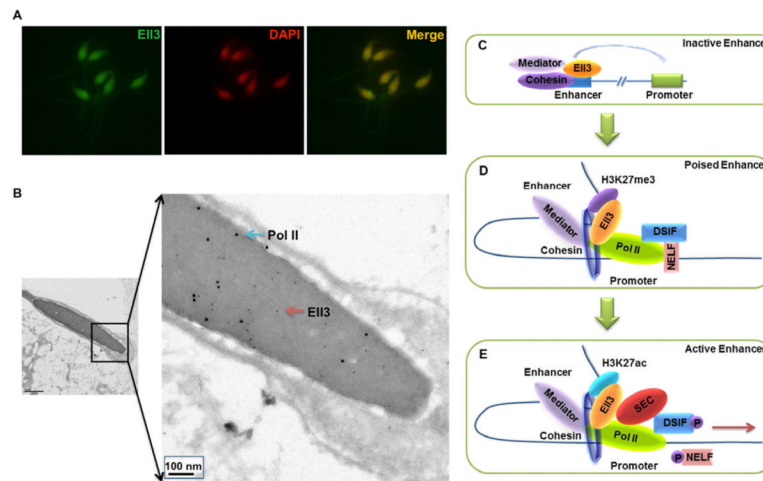 A
Ell3
DAPI
Merge
B
Pol II
Ell3
100 nm
C
Inactive Enhancer
Mediator
Ell3
Cohesin
Enhancer
Promoter
D
Poised Enhancer
H3K27me3
Enhancer
Mediator
Ell3
DSIF
Pol II
NELF
Cohesin
Promoter
E
Active Enhancer
H3K27ac
Enhancer
Mediator
Ell3
SEC
DSIF
P
Pol II
Cohesin
P
NELF
Promoter